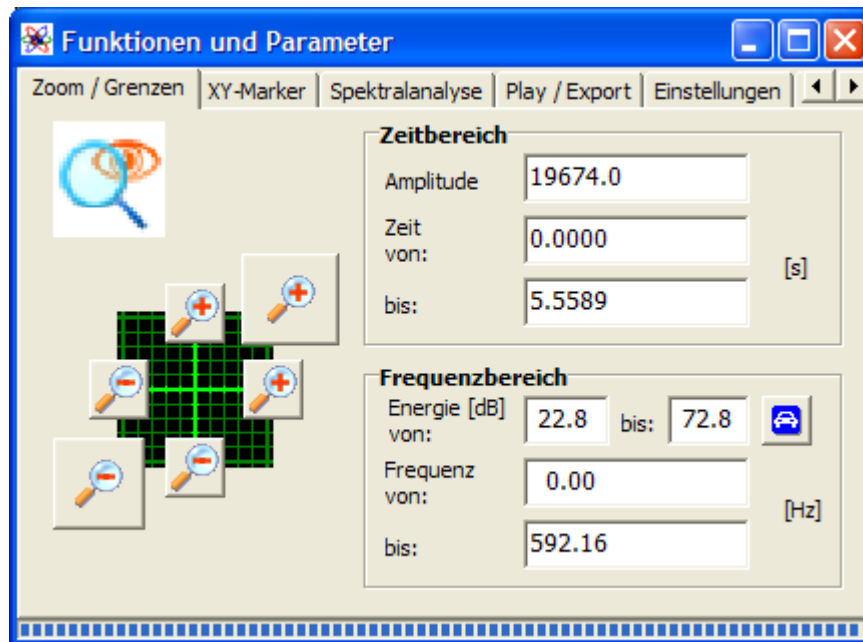 Funktionen und Parameter
Zoom / Grenzen XY-Marker Spektralanalyse Play / Export Einstellungen
Zeitbereich
Amplitude 19674.0
Zeit
von: 0.0000
[s]
bis: 5.5589
Frequenzbereich
Energie [dB]
von: 22.8 bis: 72.8
Frequenz
von: 0.00
[Hz]
bis: 592.16